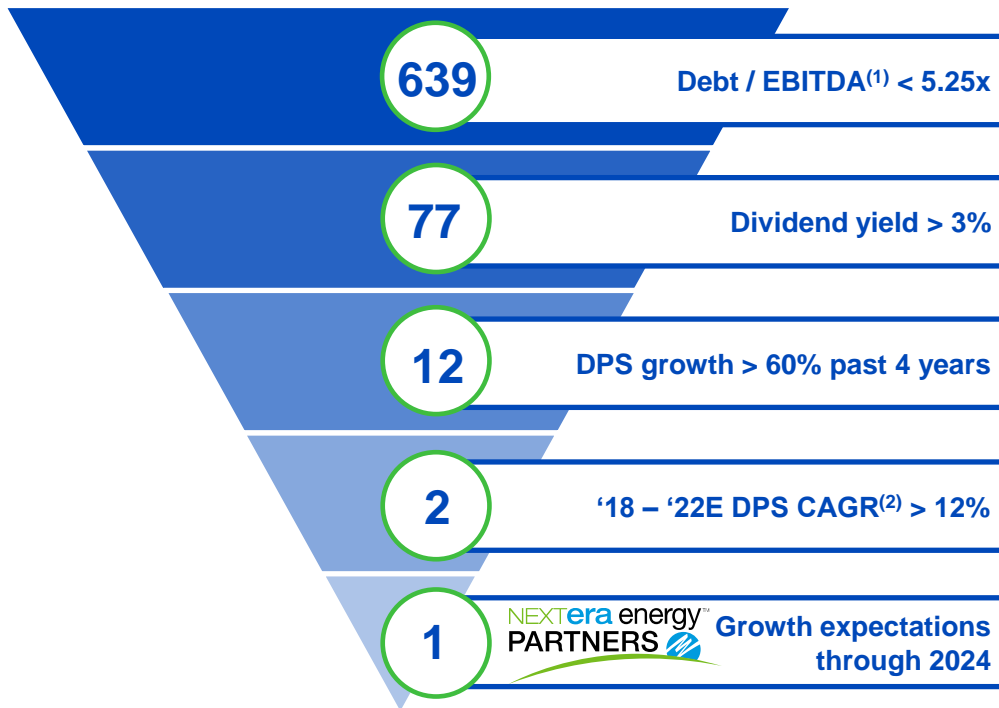 639
Debt / EBITDA(1) < 5.25x
77
Dividend yield > 3%
12
DPS growth > 60% past 4 years
2
‘18 – ‘22E DPS CAGR(2) > 12%
1
NEXTera energy™
PARTNERS
Growth expectations
through 2024